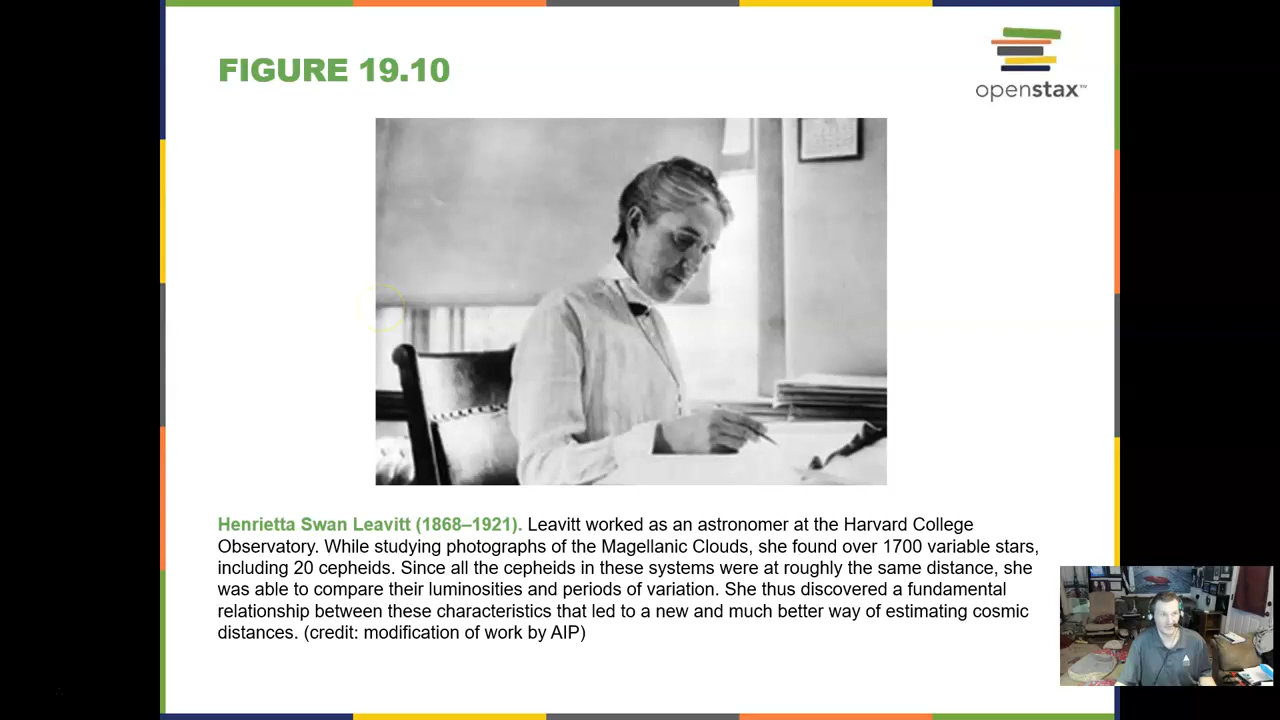 FIGURE 19.10
openstax™
Henrietta Swan Leavitt (1868–1921). Leavitt worked as an astronomer at the Harvard College
Observatory. While studying photographs of the Magellanic Clouds, she found over 1700 variable stars,
including 20 cepheids. Since all the cepheids in these systems were at roughly the same distance, she
was able to compare their luminosities and periods of variation. She thus discovered a fundamental
relationship between these characteristics that led to a new and much better way of estimating cosmic
distances. (credit: modification of work by AIP)